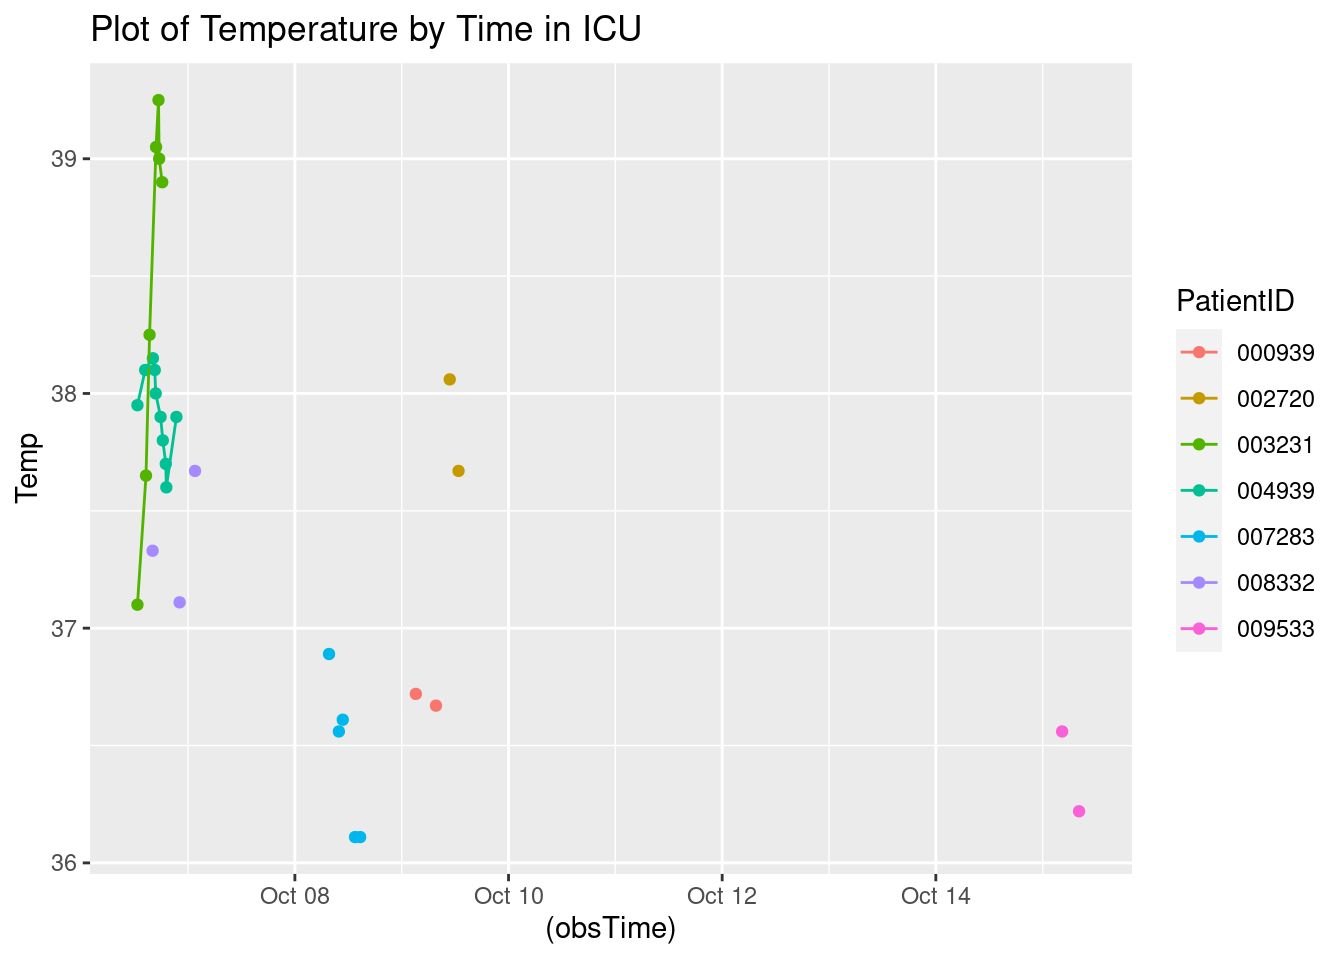 Plot of Temperature by Time in ICU
Temp
39
38
37
36
Oct 08
Oct 10
Oct 12
Oct 14
(obsTime)
PatientID
000939
002720
003231
004939
007283
008332
009533